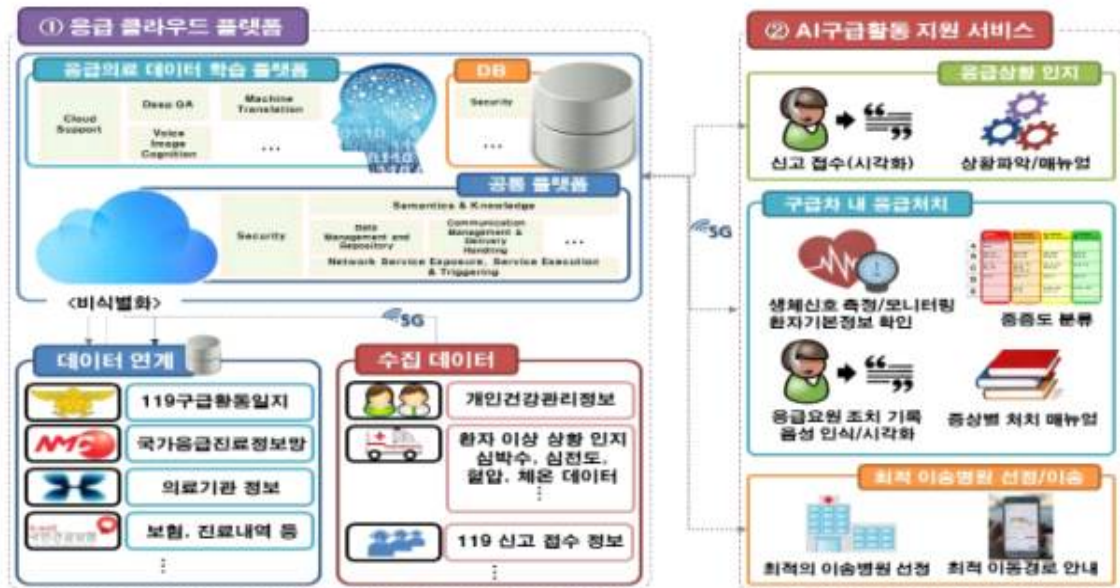 ① 응급 클라우드 플랫폼
응급의료 데이터 학습 플랫폼
Cloud
Support
Deep QA
Machine
Translation
Voice
Image
Cognition
...
DB
Security
...
공통 플랫폼
Semantics & Knowledge
Security
Data
Management and
Repository
Communication
Management &
Delivery
Handling
...
Network Service Exposure, Service Execution
& Triggering
<비식별화>
5G
데이터 연계
119구급활동일지
NMC
국가응급진료정보망
의료기관 정보
국민건강보험
보험, 진료내역 등
⋮
수집 데이터
개인건강관리정보
환자 이상 상황 인지
심박수, 심전도,
혈압, 체온 데이터
⋮
119 신고 접수 정보
⋮
5G
② AI구급활동 지원 서비스
응급상황 인지
신고 접수(시각화)
상황파악/매뉴얼
구급차 내 응급처치
생체신호 측정/모니터링
환자기본정보 확인
중증도 분류
응급요원 조치 기록
음성 인식/시각화
증상별 처치 매뉴얼
최적 이송병원 선정/이송
최적의 이송병원 선정
최적 이동경로 안내